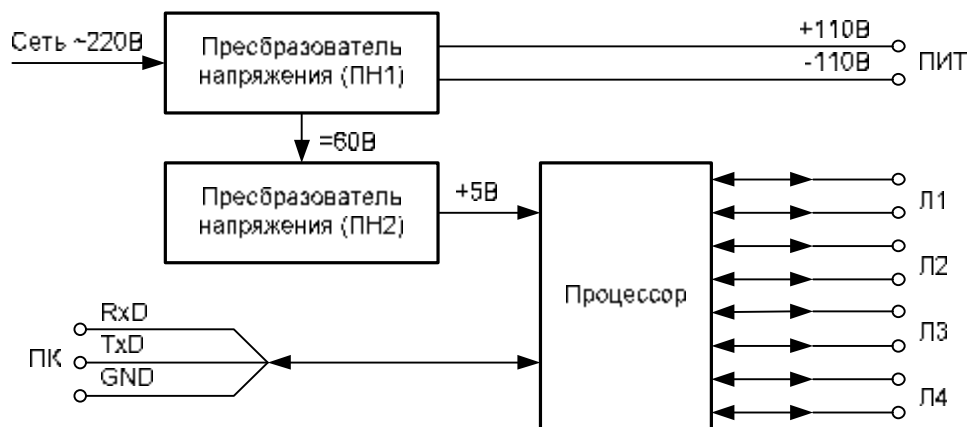 Сеть ~220В
Пресбразователь
напряжения (ПН1)
+110В
-110В
ПИТ
=60В
Пресбразователь
напряжения (ПН2)
+5В
Процессор
Л1
Л2
Л3
Л4
ПК
RxD
TxD
GND